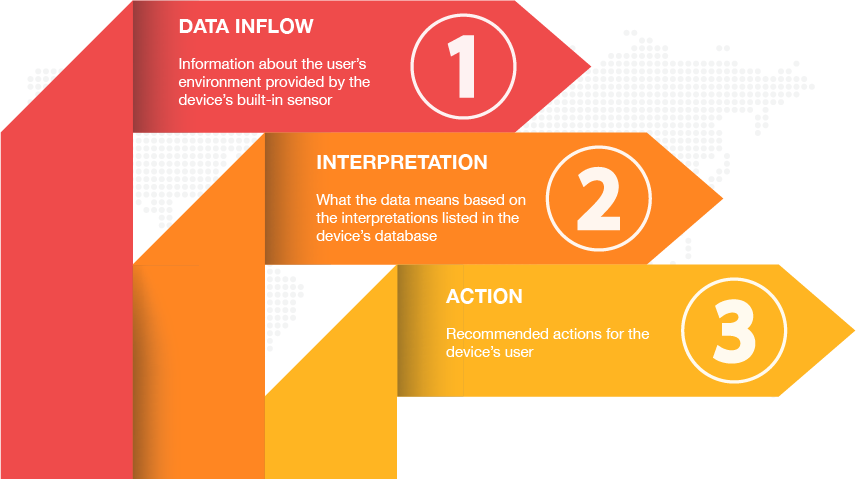 DATA INFLOW
Information about the user's
environment provided by the
device's built-in sensor
1
INTERPRETATION
What the data means based on
the interpretations listed in the
device's database
2
ACTION
Recommended actions for the
device's user
3